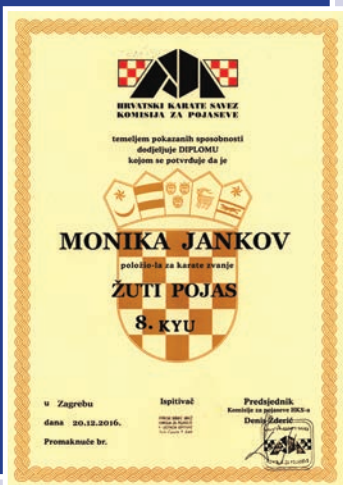 HRVATSKI KARATE SAVEZ
KOMISIJA ZA POJASEVE
temeljem pokazanih sposobnosti
dodjeljuje DIPLOMU
kojom se potvrđuje da je
MONIKA JANKOV
položio-la za karate zvanje
ŽUTI POJAS
8. KYU
u Zagrebu
dana 20.12.2016.
Promaknuće br.
Ispitivač
Predsjednik
Komisije za pojaseve HKS-a
Denis Žderić